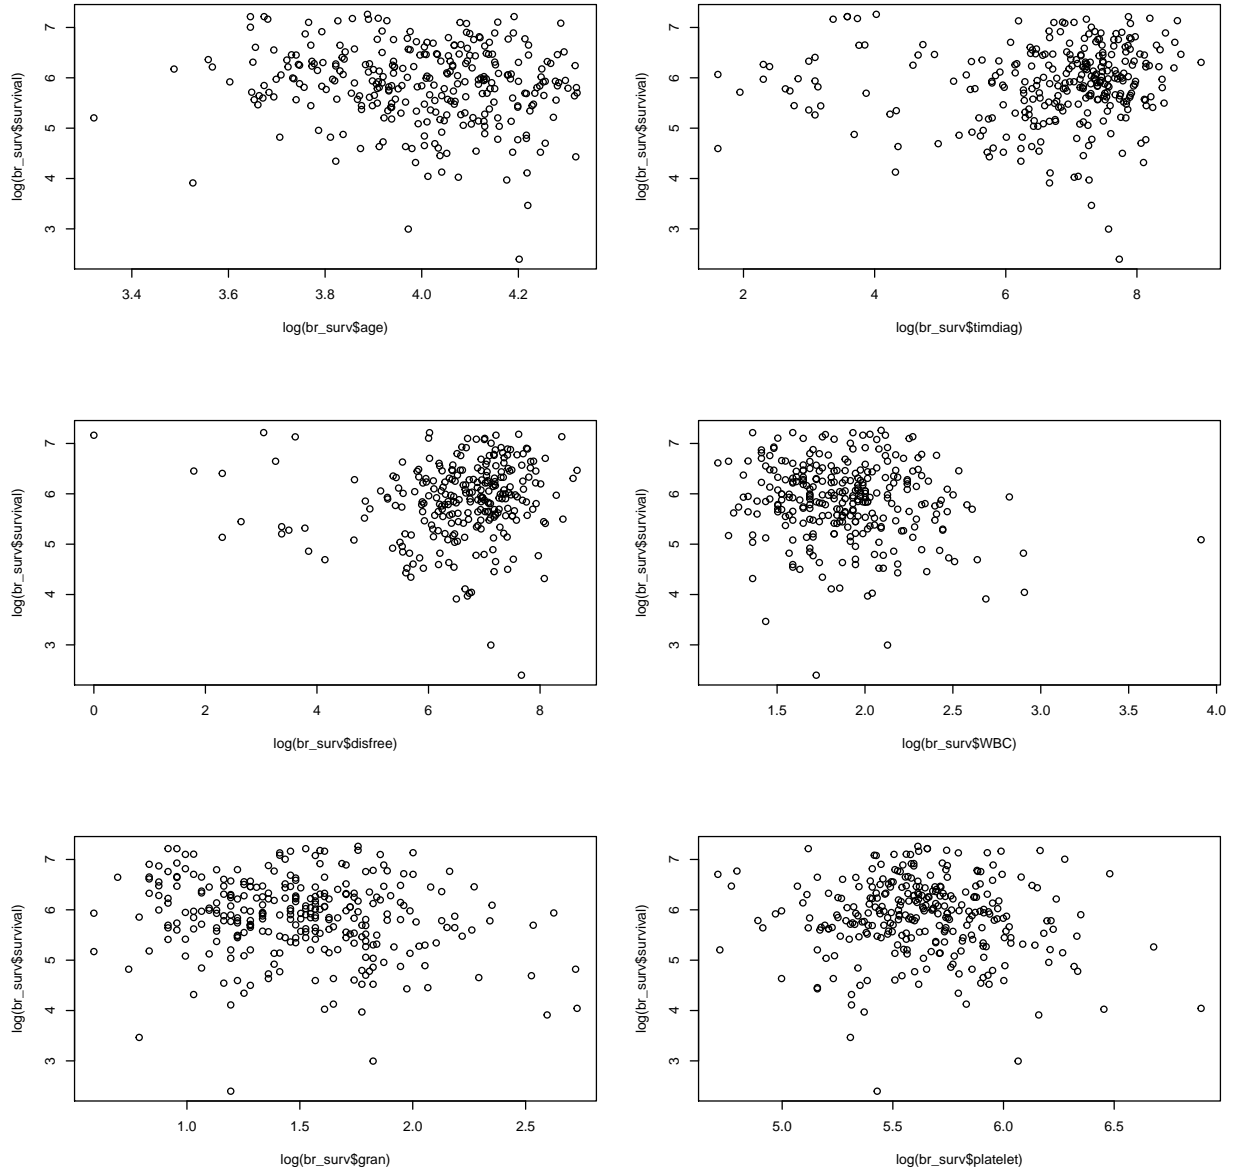 7
6
5
4
3
log(br_surv$survival)
3.4 3.6 3.8 4.0 4.2
log(br_surv$age)
7
6
5
4
3
log(br_surv$survival)
2 4 6 8
log(br_surv$timdiag)
7
6
5
4
3
log(br_surv$survival)
0 2 4 6 8
log(br_surv$disfree)
7
6
5
4
3
log(br_surv$survival)
1.5 2.0 2.5 3.0 3.5 4.0
log(br_surv$WBC)
7
6
5
4
3
log(br_surv$survival)
1.0 1.5 2.0 2.5
log(br_surv$gran)
7
6
5
4
3
log(br_surv$survival)
5.0 5.5 6.0 6.5
log(br_surv$platelet)